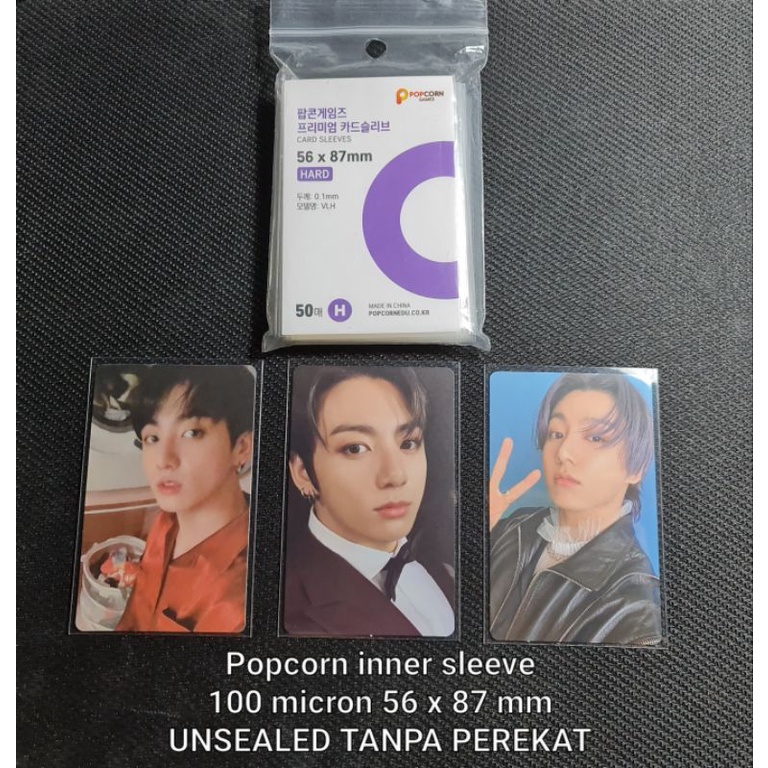 POPCORN
GAMES
팝콘게임즈
프리미엄 카드슬리브
CARD SLEEVES
56 x 87mm
HARD
두께: 0.1mm
모델명: VLH
50매 H
MADE IN CHINA
POPCORNEDU.CO.KR
Popcorn inner sleeve
100 micron 56 x 87 mm
UNSEALED TANPA PEREKAT